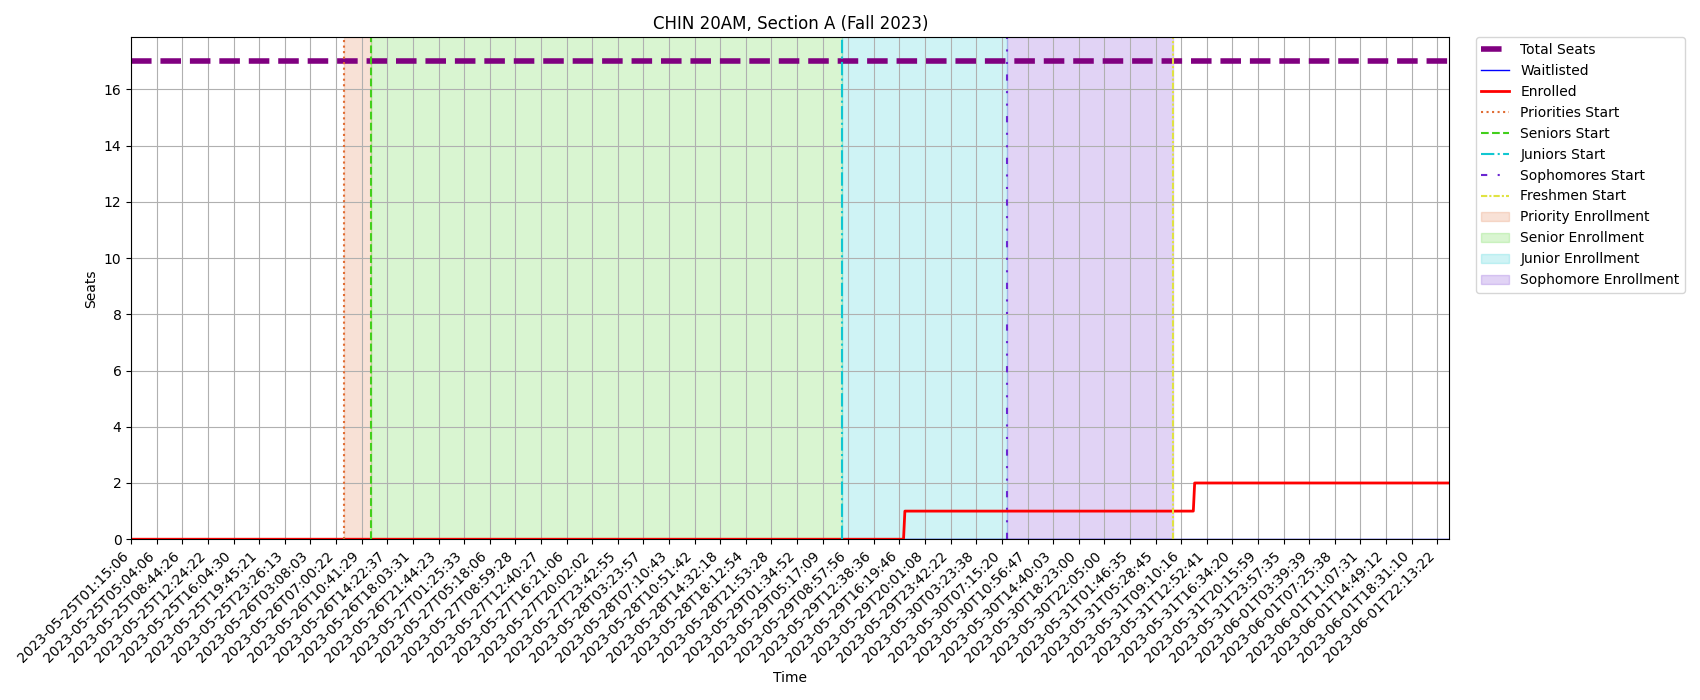 CHIN 20AM, Section A (Fall 2023)
Total Seats
Waitlisted
Enrolled
Priorities Start
Seniors Start
Juniors Start
Sophomores Start
Freshmen Start
Priority Enrollment
Senior Enrollment
Junior Enrollment
Sophomore Enrollment
Seats
16
14
12
10
8
6
4
2
0
2023-05-25T01:15:06
2023-05-25T05:04:06
2023-05-25T08:44:26
2023-05-25T12:24:22
2023-05-25T16:04:30
2023-05-25T19:45:21
2023-05-25T23:26:13
2023-05-26T03:08:03
2023-05-26T07:00:22
2023-05-26T10:41:29
2023-05-26T14:22:37
2023-05-26T18:03:31
2023-05-26T21:44:23
2023-05-27T01:25:33
2023-05-27T05:18:06
2023-05-27T08:59:28
2023-05-27T12:40:27
2023-05-27T16:21:06
2023-05-27T20:02:02
2023-05-27T23:42:55
2023-05-28T03:23:57
2023-05-28T07:10:43
2023-05-28T10:51:42
2023-05-28T14:32:18
2023-05-28T18:12:54
2023-05-28T21:53:28
2023-05-29T01:34:52
2023-05-29T05:17:09
2023-05-29T08:57:56
2023-05-29T12:38:36
2023-05-29T16:19:46
2023-05-29T20:01:08
2023-05-29T23:42:22
2023-05-30T03:23:38
2023-05-30T07:15:20
2023-05-30T10:56:47
2023-05-30T14:40:03
2023-05-30T18:23:00
2023-05-30T22:05:00
2023-05-31T01:46:35
2023-05-31T05:28:45
2023-05-31T09:10:16
2023-05-31T12:52:41
2023-05-31T16:34:20
2023-05-31T20:15:59
2023-05-31T23:57:35
2023-06-01T03:39:39
2023-06-01T07:25:38
2023-06-01T11:07:31
2023-06-01T14:49:12
2023-06-01T18:31:10
2023-06-01T22:13:22
Time